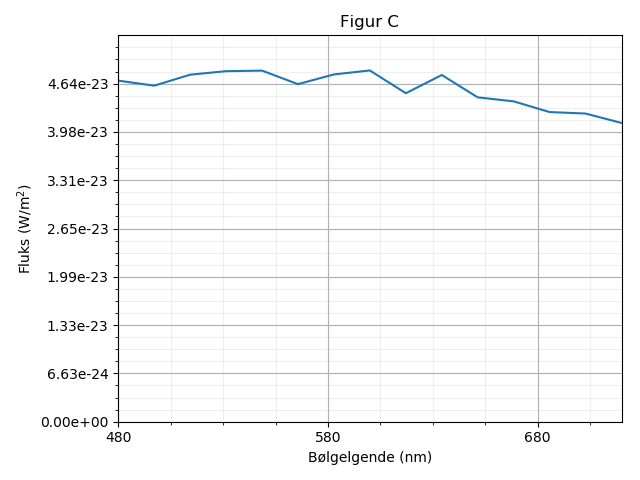 Figur C
4.64e-23
3.98e-23
3.31e-23
2.65e-23
1.99e-23
1.33e-23
6.63e-24
0.00e+00
Fluks (W/m²)
480
580
680
Bølgelgende (nm)